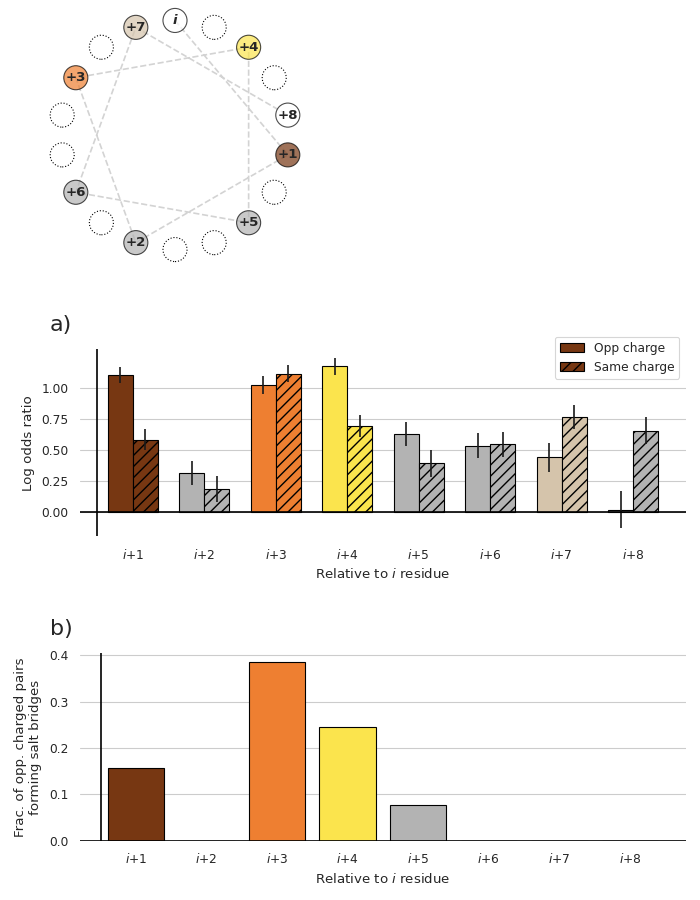 i
+7
+4
+3
+8
+1
+6
+5
+2
a)
Opp charge
Same charge
Log odds ratio
1.00
0.75
0.50
0.25
0.00
i+1 i+2 i+3 i+4 i+5 i+6 i+7 i+8
Relative to i residue
b)
Frac. of opp. charged pairs
forming salt bridges
0.4
0.3
0.2
0.1
0.0
i+1 i+2 i+3 i+4 i+5 i+6 i+7 i+8
Relative to i residue